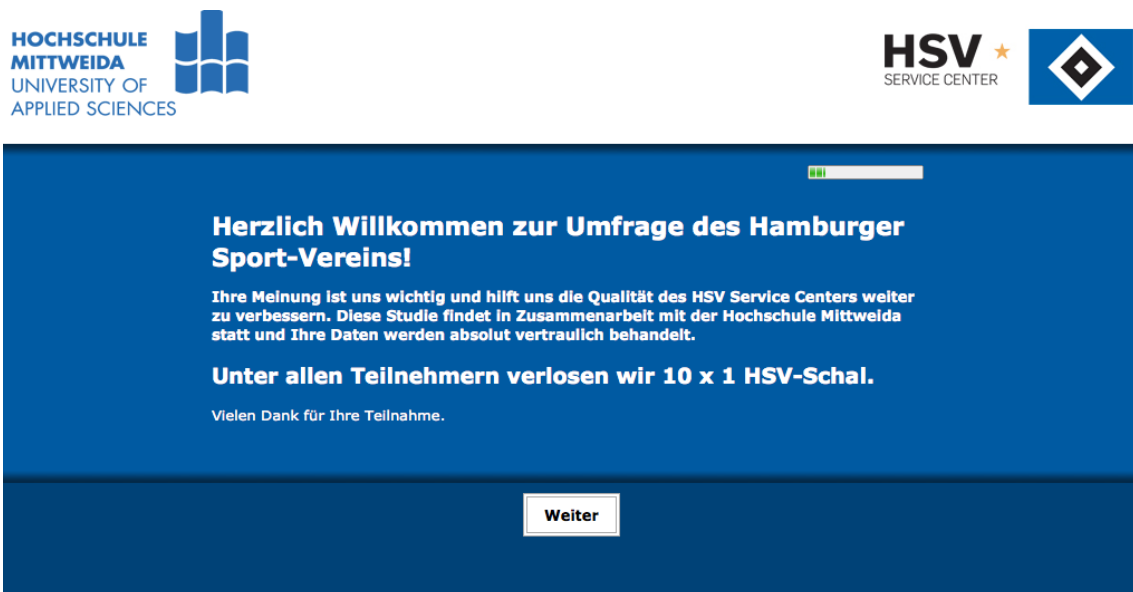 HOCHSCHULE
MITTWEIDA
UNIVERSITY OF
APPLIED SCIENCES
HSV
SERVICE CENTER
Herzlich Willkommen zur Umfrage des Hamburger
Sport-Vereins!
Ihre Meinung ist uns wichtig und hilft uns die Qualität des HSV Service Centers weiter
zu verbessern. Diese Studie findet in Zusammenarbeit mit der Hochschule Mittweida
statt und Ihre Daten werden absolut vertraulich behandelt.
Unter allen Teilnehmern verlosen wir 10 x 1 HSV-Schal.
Vielen Dank für Ihre Teilnahme.
Weiter